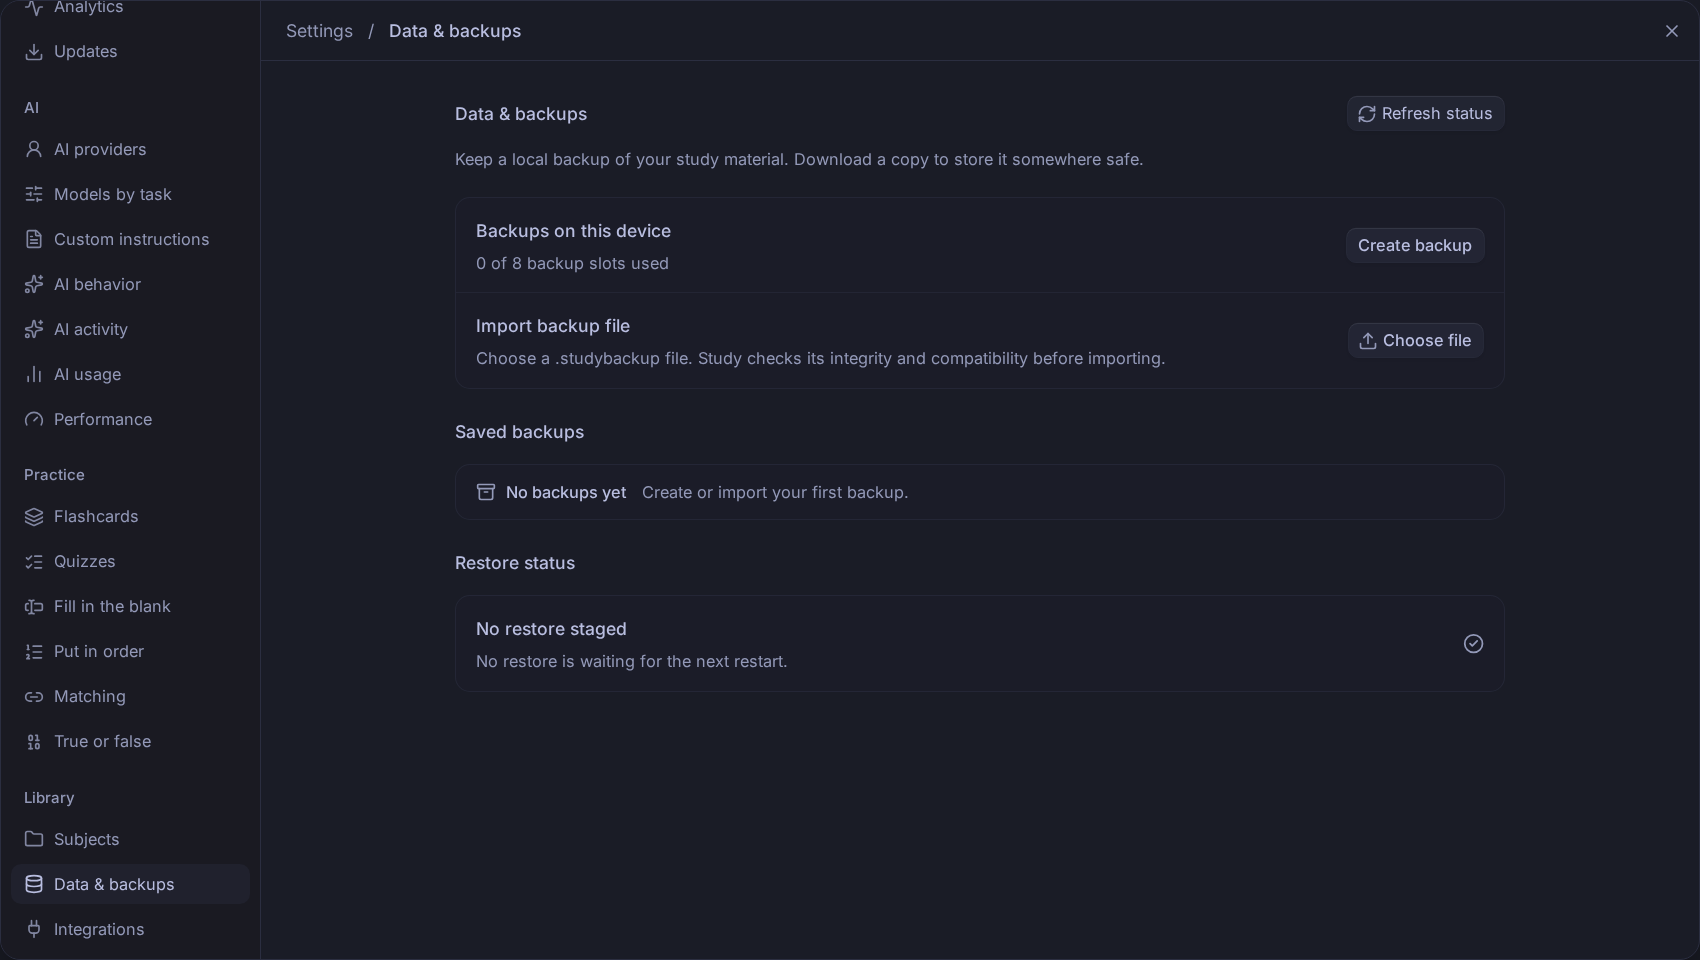 Analytics
Updates
AI
AI providers
Models by task
Custom instructions
AI behavior
AI activity
AI usage
Performance
Practice
Flashcards
Quizzes
Fill in the blank
Put in order
Matching
True or false
Library
Subjects
Data & backups
Integrations
Settings / Data & backups
Data & backups
Refresh status
Keep a local backup of your study material. Download a copy to store it somewhere safe.
Backups on this device
0 of 8 backup slots used
Create backup
Import backup file
Choose a .studybackup file. Study checks its integrity and compatibility before importing.
Choose file
Saved backups
No backups yet Create or import your first backup.
Restore status
No restore staged
No restore is waiting for the next restart.